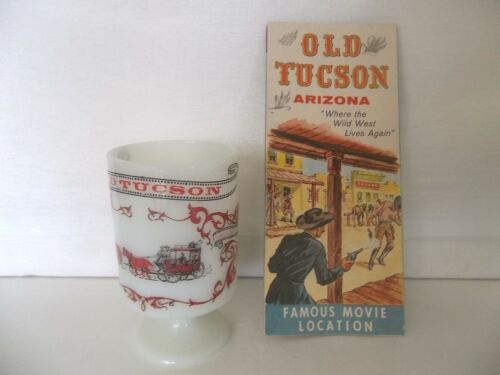 OLD
TUCSON
ARIZONA
"Where the
Wild West
Lives Again"
FAMOUS MOVIE
LOCATION
D TUCSON